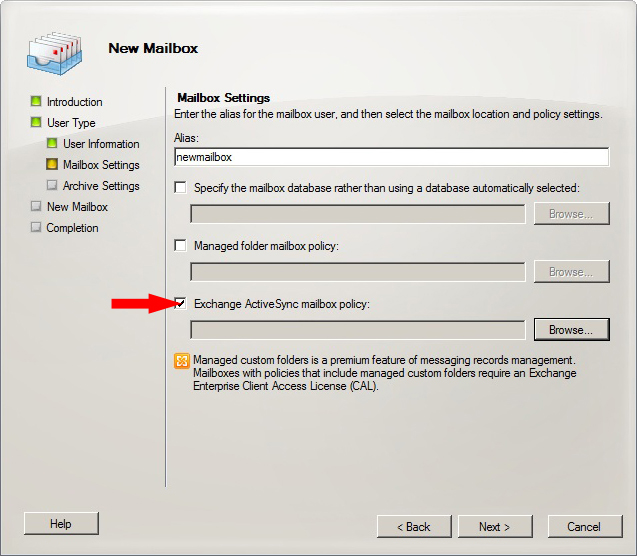 New Mailbox
Introduction
User Type
User Information
Mailbox Settings
Archive Settings
New Mailbox
Completion
Mailbox Settings
Enter the alias for the mailbox user, and then select the mailbox location and policy settings.
Alias:
newmailbox
Specify the mailbox database rather than using a database automatically selected:
Browse...
Managed folder mailbox policy:
Browse...
Exchange ActiveSync mailbox policy:
Browse...
Managed custom folders is a premium feature of messaging records management.
Mailboxes with policies that include managed custom folders require an Exchange
Enterprise Client Access License (CAL).
Help
< Back
Next >
Cancel